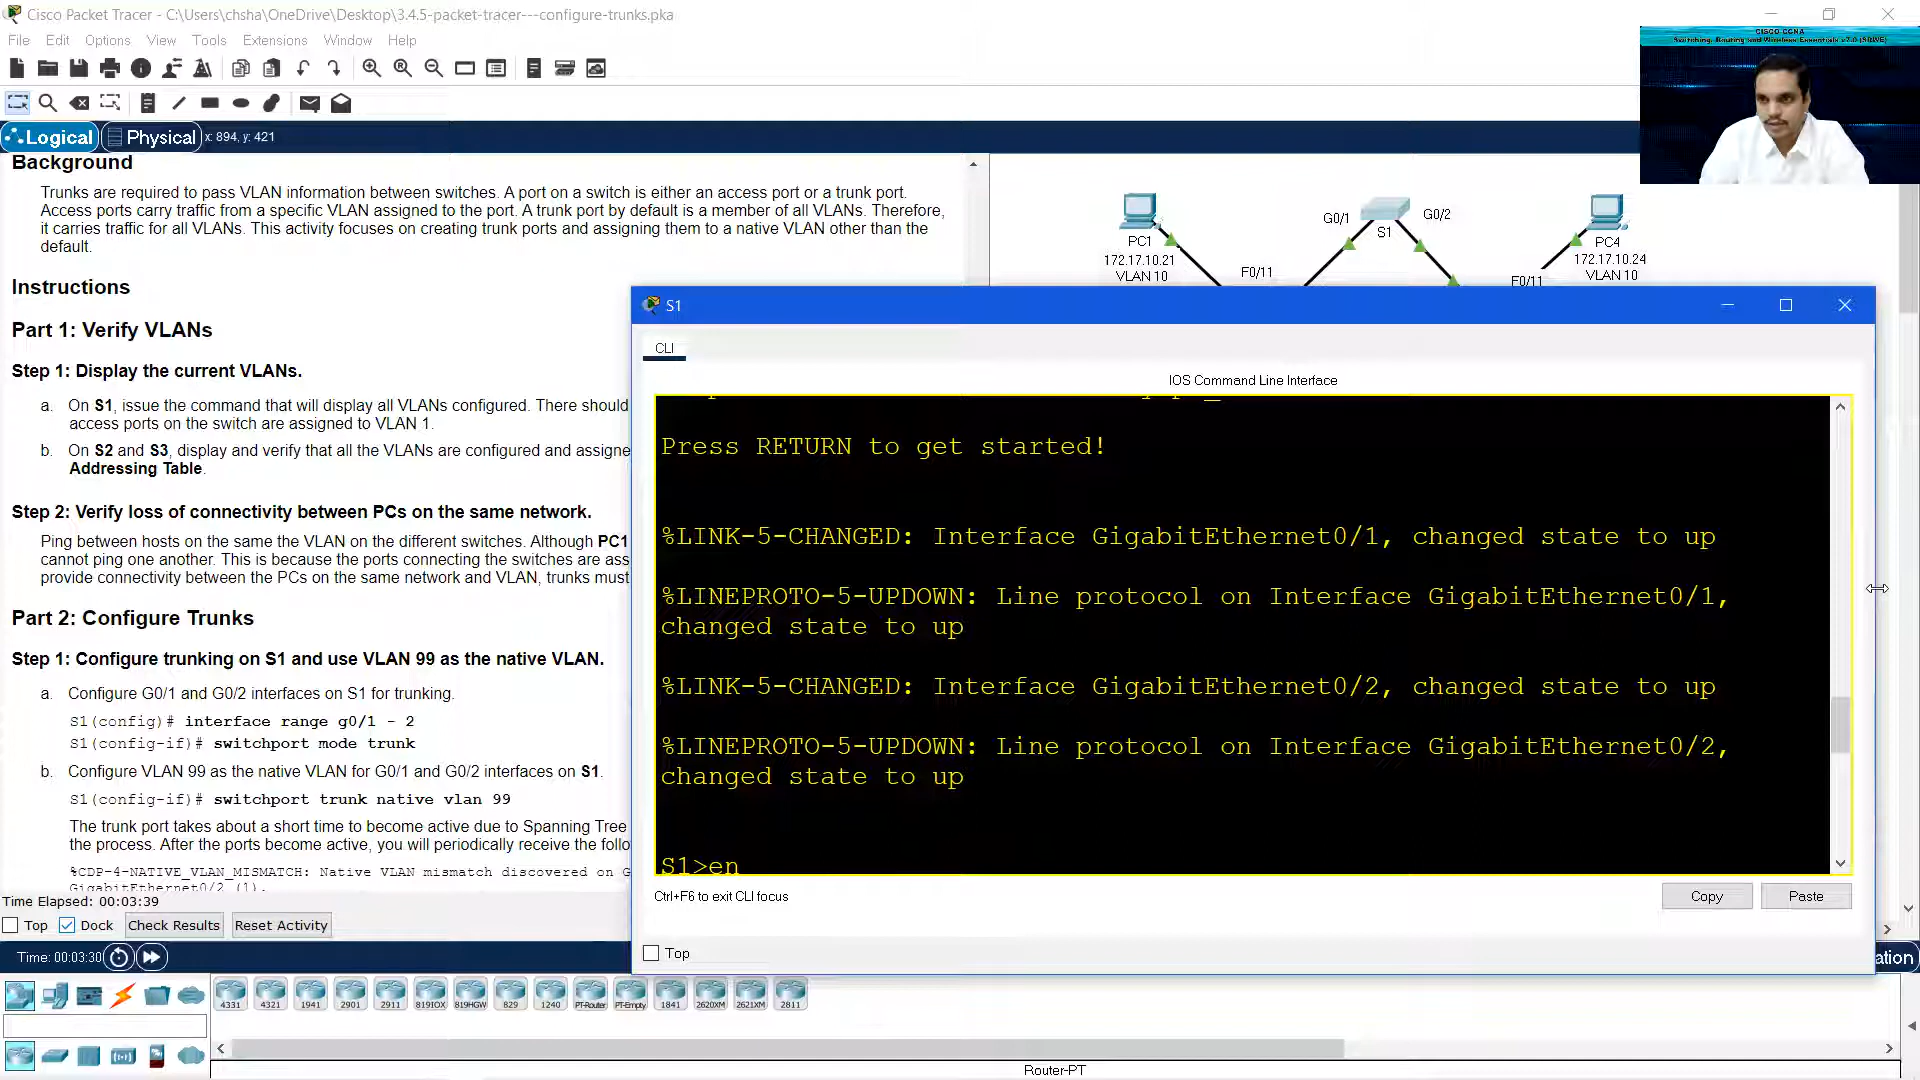 Cisco Packet Tracer - C:\Users\chsha\OneDrive\Desktop\3.4.5-packet-tracer---configure-trunks.pka
File Edit Options View Tools Extensions Window Help
CISCO CCNA
Switching, Routing and Wireless Essentials v7.0 (SRWE)
Logical Physical x: 894, y: 421
Background
Trunks are required to pass VLAN information between switches. A port on a switch is either an access port or a trunk port.
Access ports carry traffic from a specific VLAN assigned to the port. A trunk port by default is a member of all VLANs. Therefore,
it carries traffic for all VLANs. This activity focuses on creating trunk ports and assigning them to a native VLAN other than the
default.
Instructions
Part 1: Verify VLANs
Step 1: Display the current VLANs.
a. On S1, issue the command that will display all VLANs configured. There should
access ports on the switch are assigned to VLAN 1.
b. On S2 and S3, display and verify that all the VLANs are configured and assigne
Addressing Table.
Step 2: Verify loss of connectivity between PCs on the same network.
Ping between hosts on the same the VLAN on the different switches. Although PC1
cannot ping one another. This is because the ports connecting the switches are ass
provide connectivity between the PCs on the same network and VLAN, trunks must
Part 2: Configure Trunks
Step 1: Configure trunking on S1 and use VLAN 99 as the native VLAN.
a. Configure G0/1 and G0/2 interfaces on S1 for trunking.
S1(config)# interface range g0/1 - 2
S1(config-if)# switchport mode trunk
b. Configure VLAN 99 as the native VLAN for G0/1 and G0/2 interfaces on S1.
S1(config-if)# switchport trunk native vlan 99
The trunk port takes about a short time to become active due to Spanning Tree
the process. After the ports become active, you will periodically receive the follo
%CDP-4-NATIVE_VLAN_MISMATCH: Native VLAN mismatch discovered on G
GigabitEthernet0/2 (1).
Time Elapsed: 00:03:39
Top Dock Check Results Reset Activity
Time: 00:03:30
PC1
172.17.10.21
VLAN 10
F0/11
G0/1
S1
G0/2
PC4
172.17.10.24
VLAN 10
F0/11
S1
CLI
IOS Command Line Interface
Press RETURN to get started!
%LINK-5-CHANGED: Interface GigabitEthernet0/1, changed state to up
%LINEPROTO-5-UPDOWN: Line protocol on Interface GigabitEthernet0/1,
changed state to up
%LINK-5-CHANGED: Interface GigabitEthernet0/2, changed state to up
%LINEPROTO-5-UPDOWN: Line protocol on Interface GigabitEthernet0/2,
changed state to up
S1>en
Ctrl+F6 to exit CLI focus
Copy Paste
Top
ation
4331 4321 1941 2901 2911 819IOX 819HGW 829 1240 PT-Router PT-Empty 1841 2620XM 2621XM 2811
Router-PT